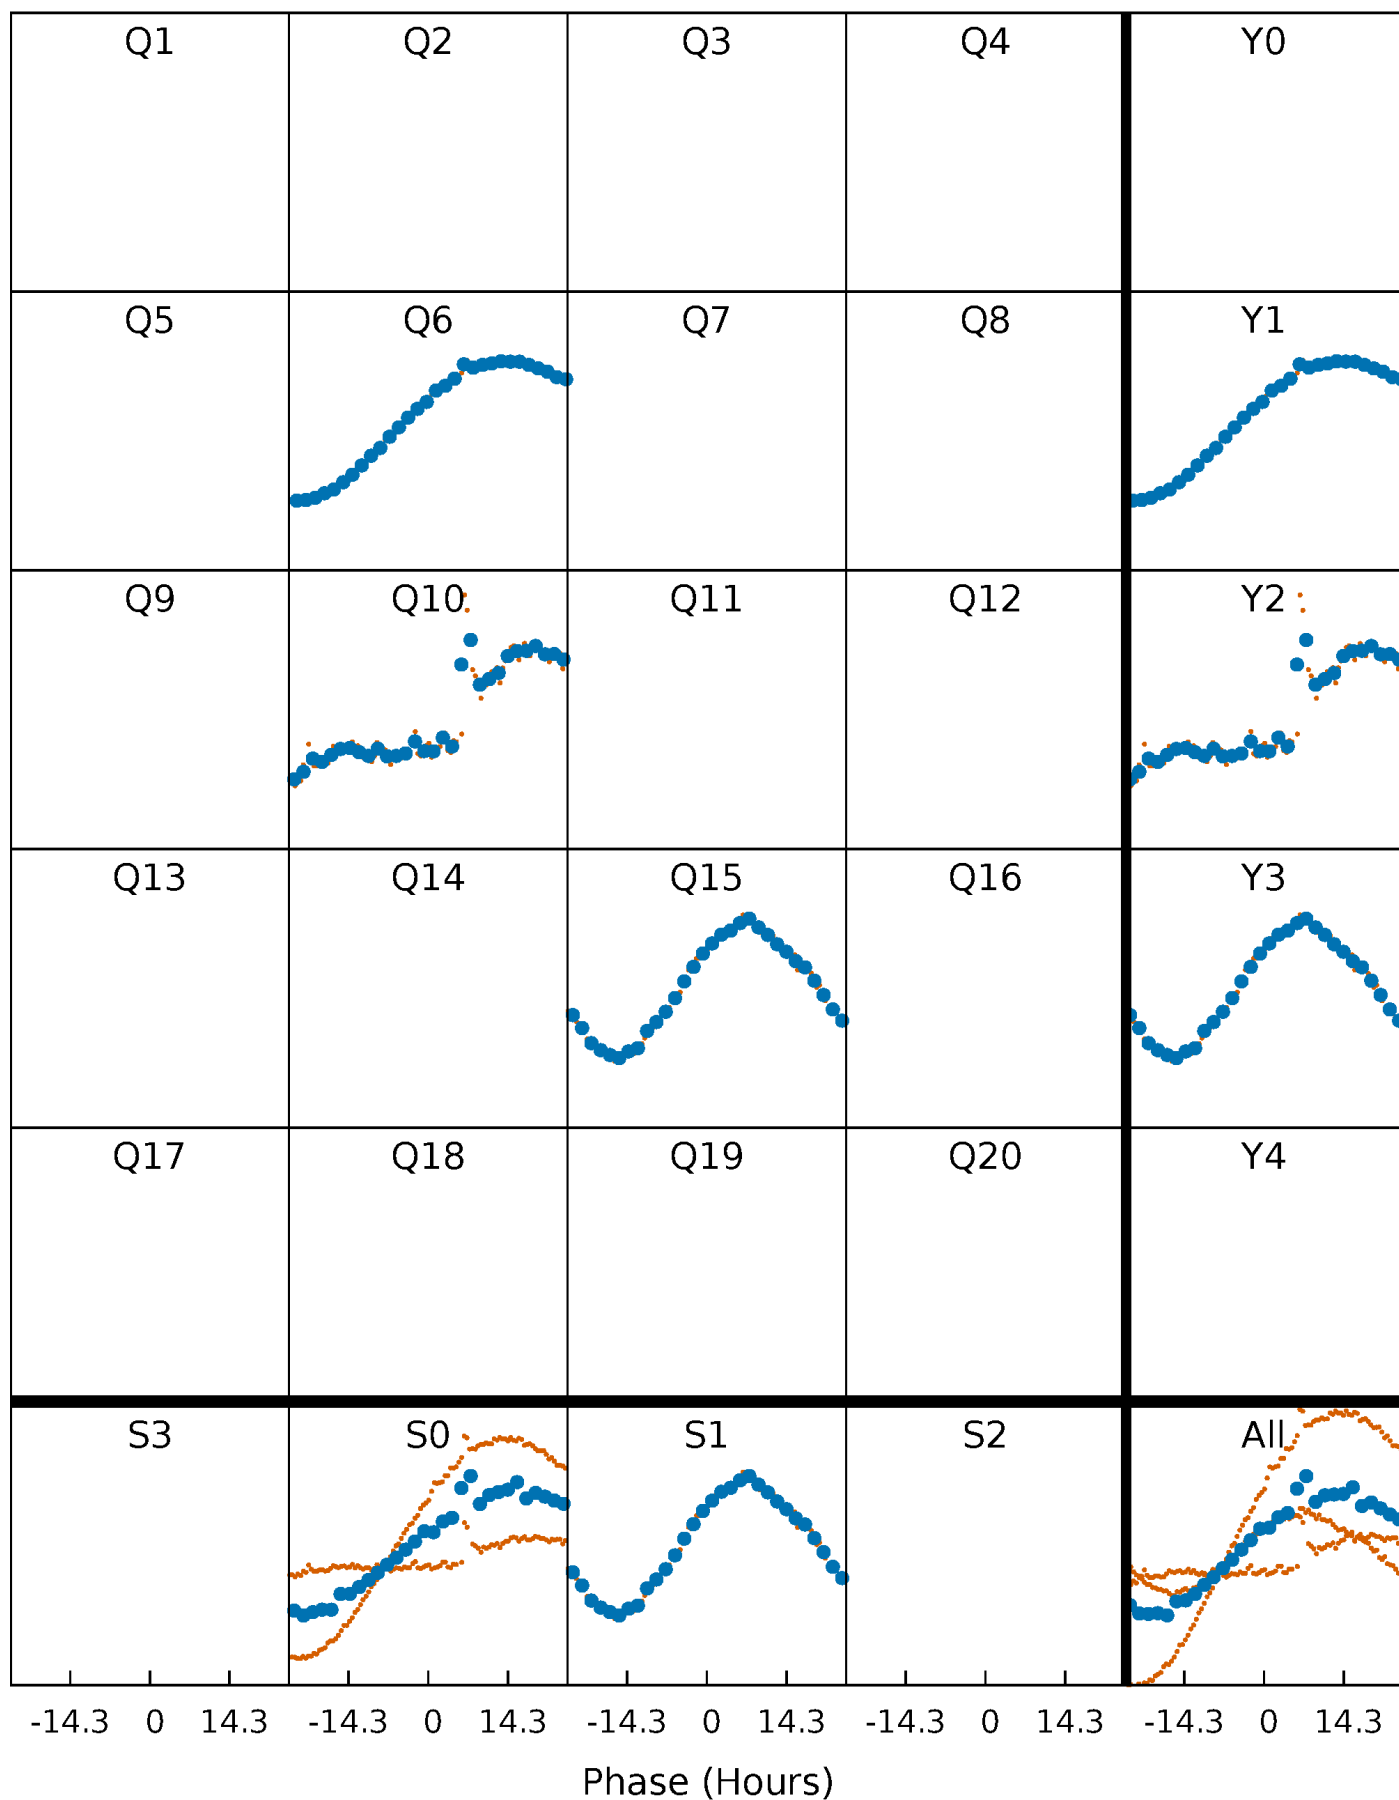 Q1 Q2 Q3 Q4 Y0
Q5 Q6 Q7 Q8 Y1
Q9 Q10 Q11 Q12 Y2
Q13 Q14 Q15 Q16 Y3
Q17 Q18 Q19 Q20 Y4
S3 S0 S1 S2 All
-14.3 0 14.3 -14.3 0 14.3 -14.3 0 14.3 -14.3 0 14.3 -14.3 0 14.3
Phase (Hours)